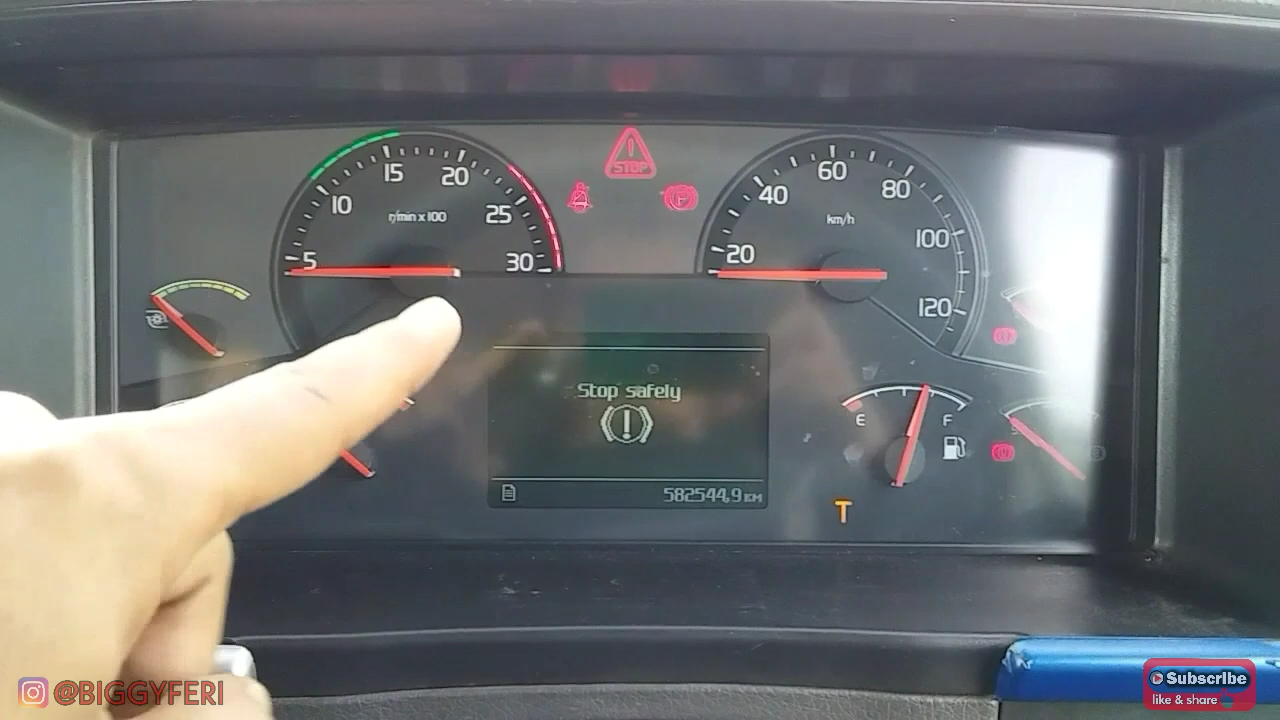 STOP
15
20
10
r/min x 100
25
5
30
P
60
40
80
km/h
100
20
120
Stop safely
E
F
582544,9 KM
T
@BIGGYFERI
Subscribe
like & share